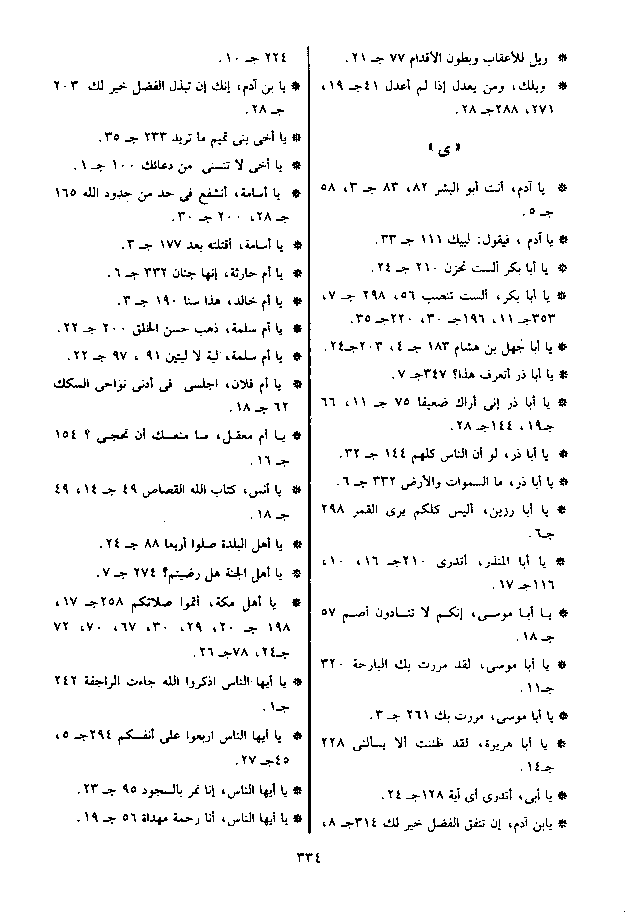 * ويل للأعقاب وبطون الأقدام ٧٧ جـ ٢١.
* ويلك، ومن يعدل إذا لم أعدل ٤١جـ ١٩،
٢٧١، ٢٨٨جـ ٢٨.
« ى »
* يا آدم، أنت أبو البشر ٨٢، ٨٣ جـ ٣، ٥٨
جـ ٥.
* يا آدم ، فيقول: لبيك ١١١ جـ ٣٣.
* يا أبا بكر ألست تحزن ٢١٠ جـ ٢٤.
* يا أبا بكر، ألست تنصب ٥٦، ٢٩٨ جـ ٧،
٣٥٣جـ ١١، ١٩٦جـ ٣٠، ٢٢٠جـ ٣٥.
* يا أبا جهل بن هشام ١٨٣ جـ ٤، ٢٠٣جـ٢٤.
* يا أبا ذر أتعرف هذا؟ ٣٤٧جـ ٧.
* يا أبا ذر إنى أراك ضعيفا ٧٥ جـ ١١، ٦٦
جـ١٩، ١٤٤جـ ٢٨.
* يا أبا ذر، لو أن الناس كلهم ١٤٤ جـ ٣٢.
* يا أبا ذر، ما السموات والأرض ٣٣٢ جـ ٦.
* يا أبا رزين، أليس كلكم يرى القمر ٢٩٨
جـ٦.
* يا أبا المنذر، أتدرى ٢١٠جـ ١٦، ١٠،
١١٦جـ ١٧.
* يا أبا موسى، إنكم لا تنادون أصم ٥٧
جـ ١٨.
* يا أبا موسى، لقد مررت بك البارحة ٣٢٠
جـ١١.
* يا أبا موسى، مررت بك ٢٦١ جـ ٣.
* يا أبا هريرة، لقد ظننت ألا يسألنى ٢٢٨
جـ١٤.
* يا أبى، أتدرى أى آية ١٢٨جـ ٢٤.
* يابن آدم، إن تنفق الفضل خير لك ٣١٤جـ ٨،
٢٢٤ جـ ١٠.
* يا بن آدم، إنك إن تبذل الفضل خير لك ٢٠٣
جـ ٢٨.
* يا أخى بنى تميم ما تريد ٢٣٣ جـ ٣٥.
* يا أخى لا تنسنى من دعائك ١٠٠ جـ ١.
* يا أسامة، أتشفع فى حد من حدود الله ١٦٥
جـ ٢٨، ٢٠٠ جـ ٣٠.
* يا أسامة، أقتلته بعد ١٧٧ جـ ٣.
* يا أم حارثة، إنها جنان ٣٣٢ جـ ٦.
* يا أم خالد، هذا سنا ١٩٠ جـ ٣.
* يا أم سلمة، ذهب حسن الخلق ٢٠٠ جـ ٢٢.
* يا أم سلمة، لية لا ليتين ٩١ ، ٩٧ جـ ٢٢.
* يا أم فلان، اجلسى فى أدنى نواحى السكك
٦٢ جـ ١٨.
* يا أم معقل، ما منعك أن تحجى ؟ ١٥٤
جـ ١٦.
* يا أنس، كتاب الله القصاص ٤٩ جـ ١٤، ٤٩
جـ ١٨.
* يا أهل البلدة صلوا أربعا ٨٨ جـ ٢٤.
* يا أهل الجنة هل رضيتم؟ ٢٧٤ جـ ٧.
* يا أهل مكة، أتموا صلاتكم ٢٥٨جـ ١٧،
١٩٨ جـ ٢٠، ٢٩، ٣٠، ٦٧، ٧٠، ٧٢
جـ٢٤، ٧٨جـ ٢٦.
* يا أيها الناس اذكروا الله جاءت الراجفة ٢٤٢
جـ١.
* يا أيها الناس اربعوا على أنفسكم ٢٩٤جـ ٥،
٤٥جـ ٢٧.
* يا أيها الناس، إنا نمر بالسجود ٩٥ جـ ٢٣.
* يا أيها الناس، أنا رحمة مهداة ٥٦ جـ ١٩.
٣٣٤